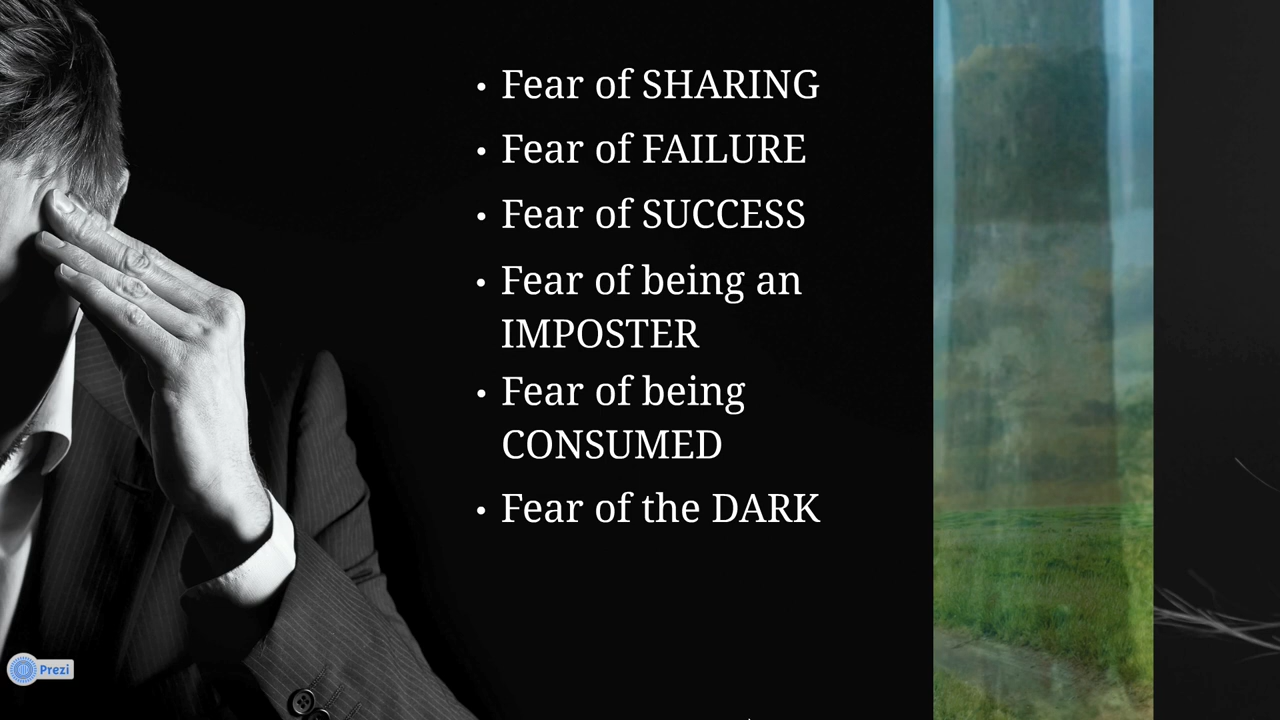 • Fear of SHARING
• Fear of FAILURE
• Fear of SUCCESS
• Fear of being an
IMPOSTER
• Fear of being
CONSUMED
• Fear of the DARK
Prezi